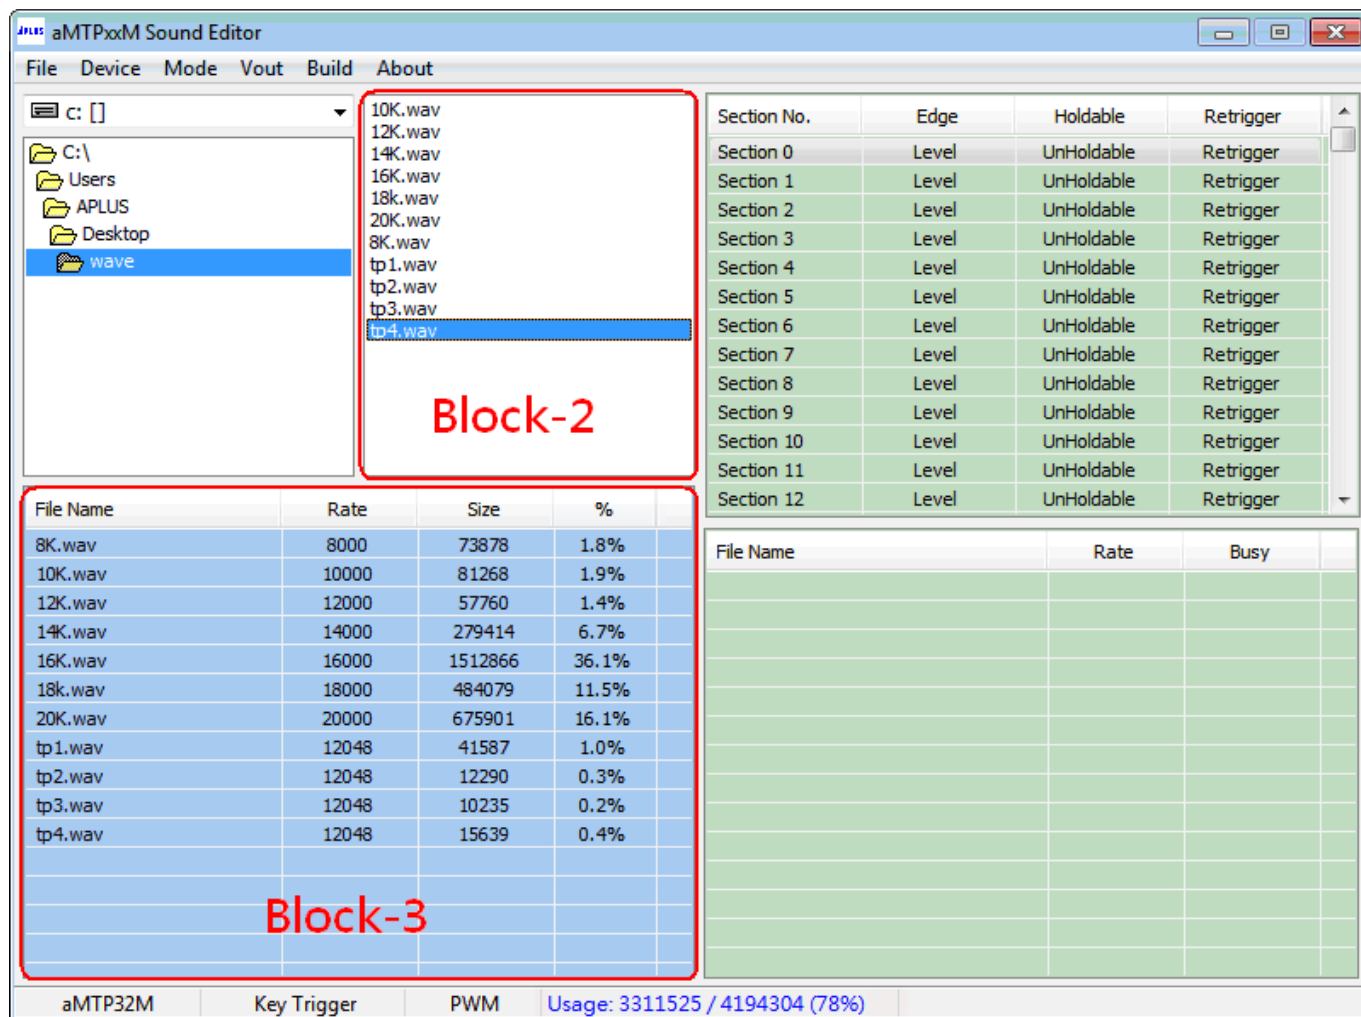 APLUS aMTPxxM Sound Editor
File Device Mode Vout Build About
c: []
C:\
Users
APLUS
Desktop
wave
10K.wav
12K.wav
14K.wav
16K.wav
18k.wav
20K.wav
8K.wav
tp1.wav
tp2.wav
tp3.wav
tp4.wav
Block-2
Section No. Edge Holdable Retrigger
Section 0 Level UnHoldable Retrigger
Section 1 Level UnHoldable Retrigger
Section 2 Level UnHoldable Retrigger
Section 3 Level UnHoldable Retrigger
Section 4 Level UnHoldable Retrigger
Section 5 Level UnHoldable Retrigger
Section 6 Level UnHoldable Retrigger
Section 7 Level UnHoldable Retrigger
Section 8 Level UnHoldable Retrigger
Section 9 Level UnHoldable Retrigger
Section 10 Level UnHoldable Retrigger
Section 11 Level UnHoldable Retrigger
Section 12 Level UnHoldable Retrigger
File Name Rate Size %
8K.wav 8000 73878 1.8%
10K.wav 10000 81268 1.9%
12K.wav 12000 57760 1.4%
14K.wav 14000 279414 6.7%
16K.wav 16000 1512866 36.1%
18k.wav 18000 484079 11.5%
20K.wav 20000 675901 16.1%
tp1.wav 12048 41587 1.0%
tp2.wav 12048 12290 0.3%
tp3.wav 12048 10235 0.2%
tp4.wav 12048 15639 0.4%
Block-3
File Name Rate Busy
aMTP32M Key Trigger PWM Usage: 3311525 / 4194304 (78%)